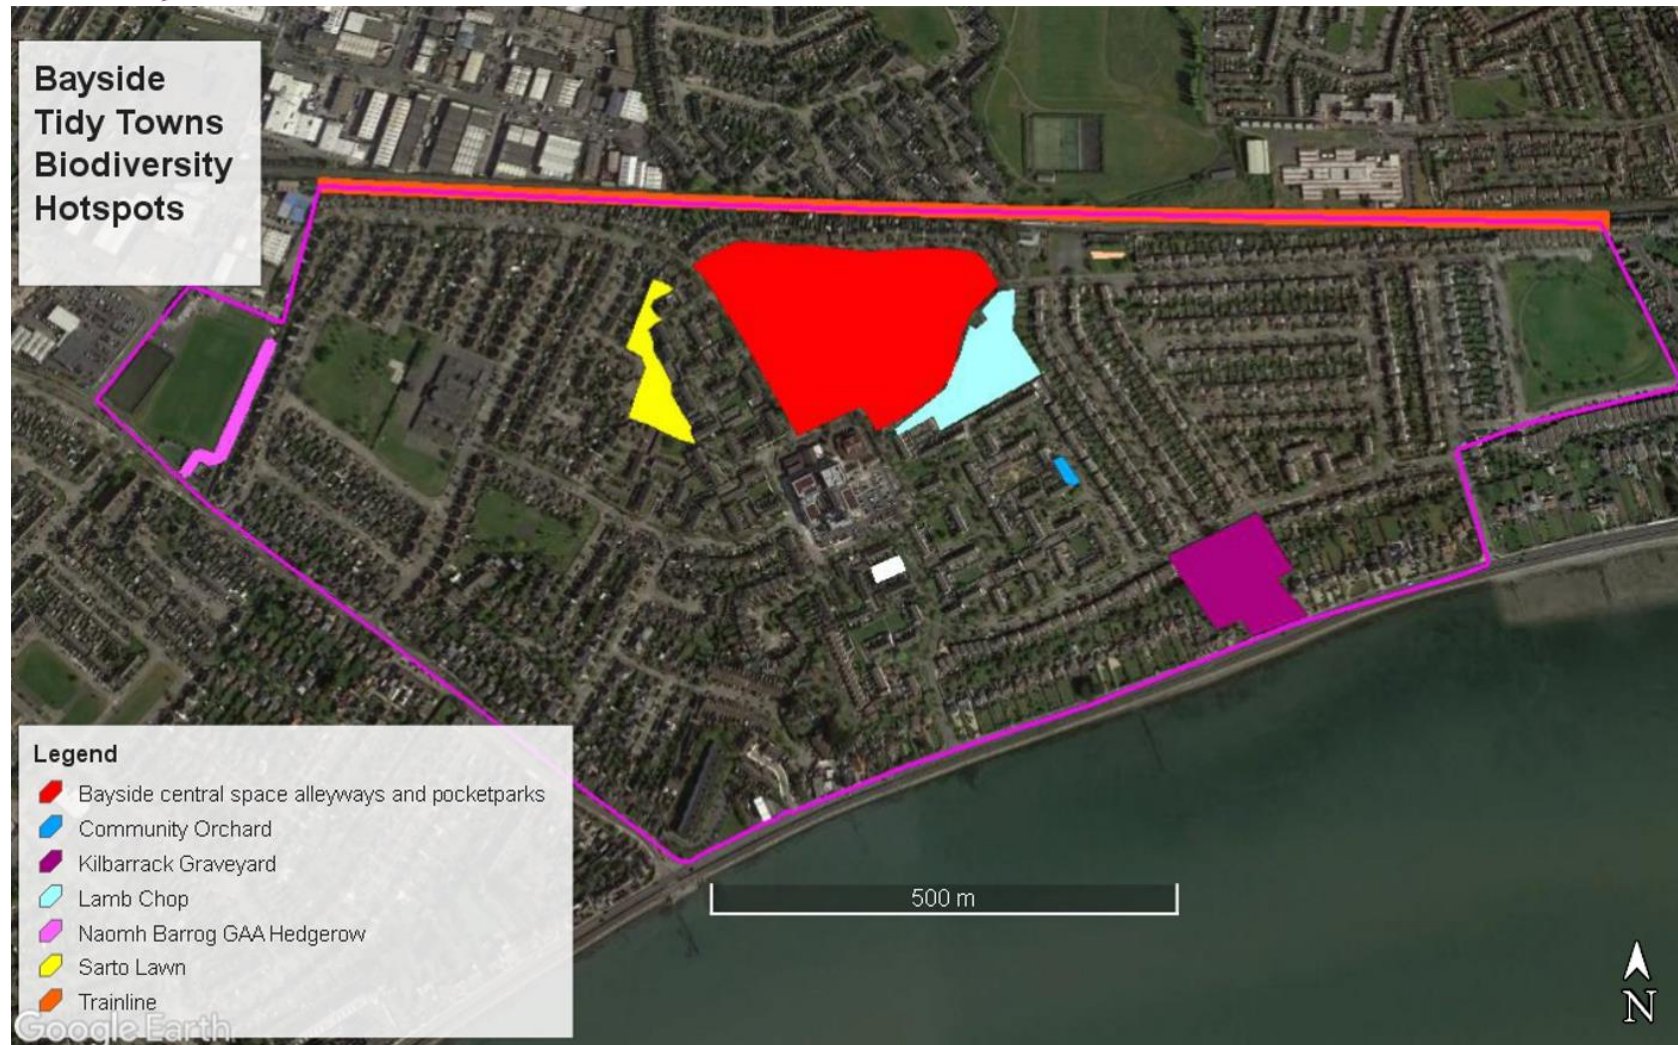 Bayside
Tidy Towns
Biodiversity
Hotspots
Legend
Bayside central space alleyways and pocketparks
Community Orchard
Kilbarrack Graveyard
Lamb Chop
Naomh Barrog GAA Hedgerow
Sarto Lawn
Trainline
Google Earth
500 m
N